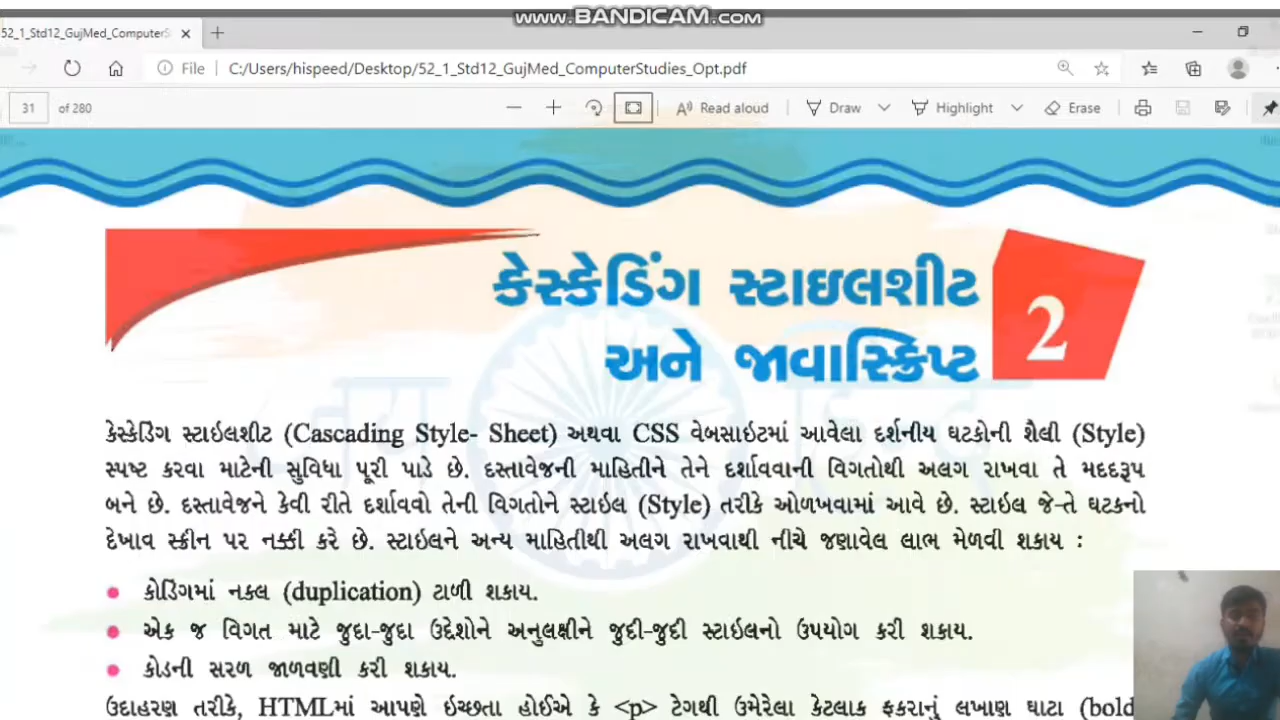 www.BANDICAM.com
52_1_Std12_GujMed_ComputerS
File C:/Users/hispeed/Desktop/52_1_Std12_GujMed_ComputerStudies_Opt.pdf
31 of 280 Read aloud Draw Highlight Erase
કેસ્કેડિંગ સ્ટાઇલશીટ
અને જાવાસ્ક્રિપ્ટ 2
કેસ્કેડિંગ સ્ટાઇલશીટ (Cascading Style- Sheet) અથવા CSS વેબસાઇટમાં આવેલા દર્શનીય ઘટકોની શૈલી (Style)
સ્પષ્ટ કરવા માટેની સુવિધા પૂરી પાડે છે. દસ્તાવેજની માહિતીને તેને દર્શાવવાની વિગતોથી અલગ રાખવા તે મદદરૂપ
બને છે. દસ્તાવેજને કેવી રીતે દર્શાવવો તેની વિગતોને સ્ટાઇલ (Style) તરીકે ઓળખવામાં આવે છે. સ્ટાઇલ જે-તે ઘટકનો
દેખાવ સ્ક્રીન પર નક્કી કરે છે. સ્ટાઇલને અન્ય માહિતીથી અલગ રાખવાથી નીચે જણાવેલ લાભ મેળવી શકાય :
• કોડિંગમાં નકલ (duplication) ટાળી શકાય.
• એક જ વિગત માટે જુદા-જુદા ઉદેશોને અનુલક્ષીને જુદી-જુદી સ્ટાઇલનો ઉપયોગ કરી શકાય.
• કોડની સરળ જાળવણી કરી શકાય.
ઉદાહરણ તરીકે, HTMLમાં આપણે ઇચ્છતા હોઈએ કે <p> ટેગથી ઉમેરેલા કેટલાક ફકરાનું લખાણ ઘાટા (bold